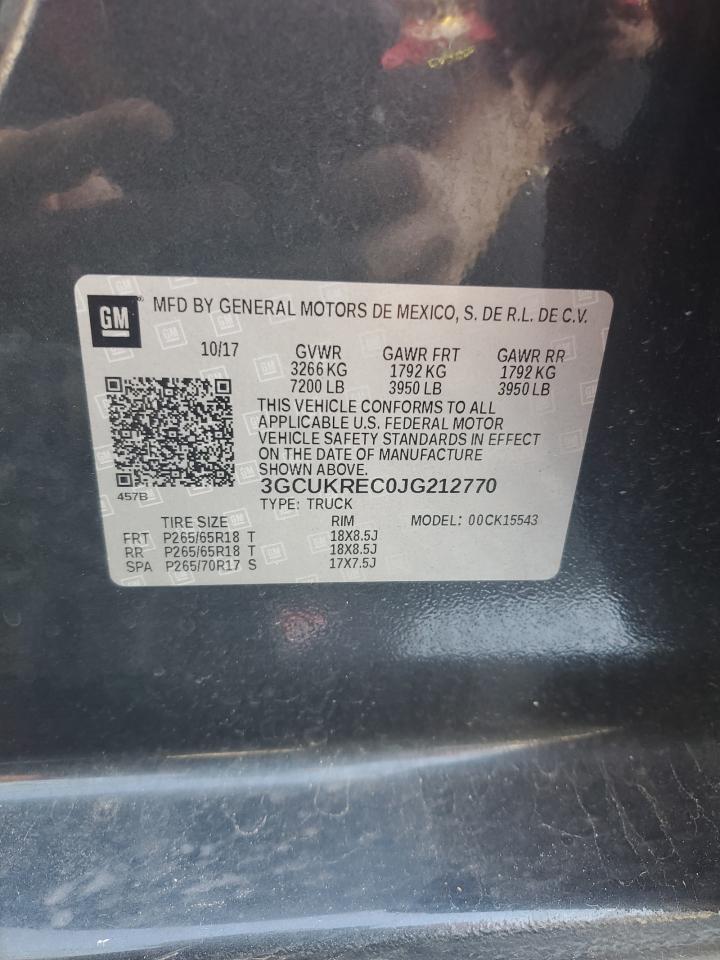 GM
MFD BY GENERAL MOTORS DE MEXICO, S. DE R.L. DE C.V.
10/17 GVWR GAWR FRT GAWR RR
3266 KG 1792 KG 1792 KG
7200 LB 3950 LB 3950 LB
THIS VEHICLE CONFORMS TO ALL
APPLICABLE U.S. FEDERAL MOTOR
VEHICLE SAFETY STANDARDS IN EFFECT
ON THE DATE OF MANUFACTURE
SHOWN ABOVE.
457B
3GCUKREC0JG212770
TYPE: TRUCK
TIRE SIZE RIM MODEL: 00CK15543
FRT P265/65R18 T 18X8.5J
RR P265/65R18 T 18X8.5J
SPA P265/70R17 S 17X7.5J